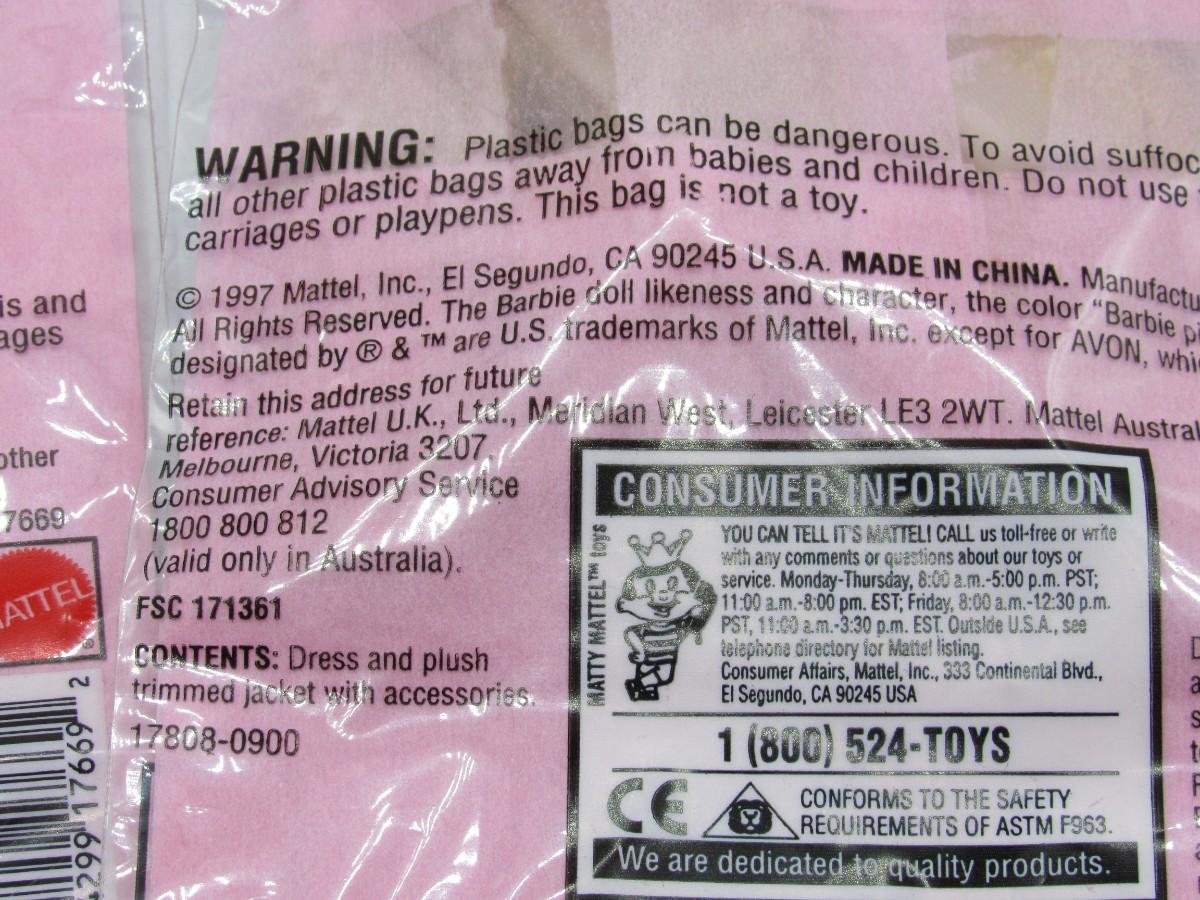 WARNING: Plastic bags can be dangerous. To avoid suffoc
all other plastic bags away from babies and children. Do not use
carriages or playpens. This bag is not a toy.
© 1997 Mattel, Inc., El Segundo, CA 90245 U.S.A. MADE IN CHINA. Manufactu
All Rights Reserved. The Barbie doll likeness and character, the color "Barbie p
designated by ® & ™ are U.S. trademarks of Mattel, Inc. except for AVON, whi
Retain this address for future
reference: Mattel U.K., Ltd., Meridian West, Leicester LE3 2WT. Mattel Austral
Melbourne, Victoria 3207.
Consumer Advisory Service
1800 800 812
(valid only in Australia).
FSC 171361
CONTENTS: Dress and plush
trimmed jacket with accessories.
17808-0900
is and
ages
other
7669
MATTEL
®
299 17669 2
CONSUMER INFORMATION
MATTY MATTEL™ toys
YOU CAN TELL IT'S MATTEL! CALL us toll-free or write
with any comments or questions about our toys or
service. Monday-Thursday, 8:00 a.m.-5:00 p.m. PST;
11:00 a.m.-8:00 pm. EST; Friday, 8:00 a.m.-12:30 p.m.
PST, 11:00 a.m.-3:30 p.m. EST. Outside U.S.A., see
telephone directory for Mattel listing.
Consumer Affairs, Mattel, Inc., 333 Continental Blvd.,
El Segundo, CA 90245 USA
1 (800) 524-TOYS
CE
CONFORMS TO THE SAFETY
REQUIREMENTS OF ASTM F963.
We are dedicated to quality products.